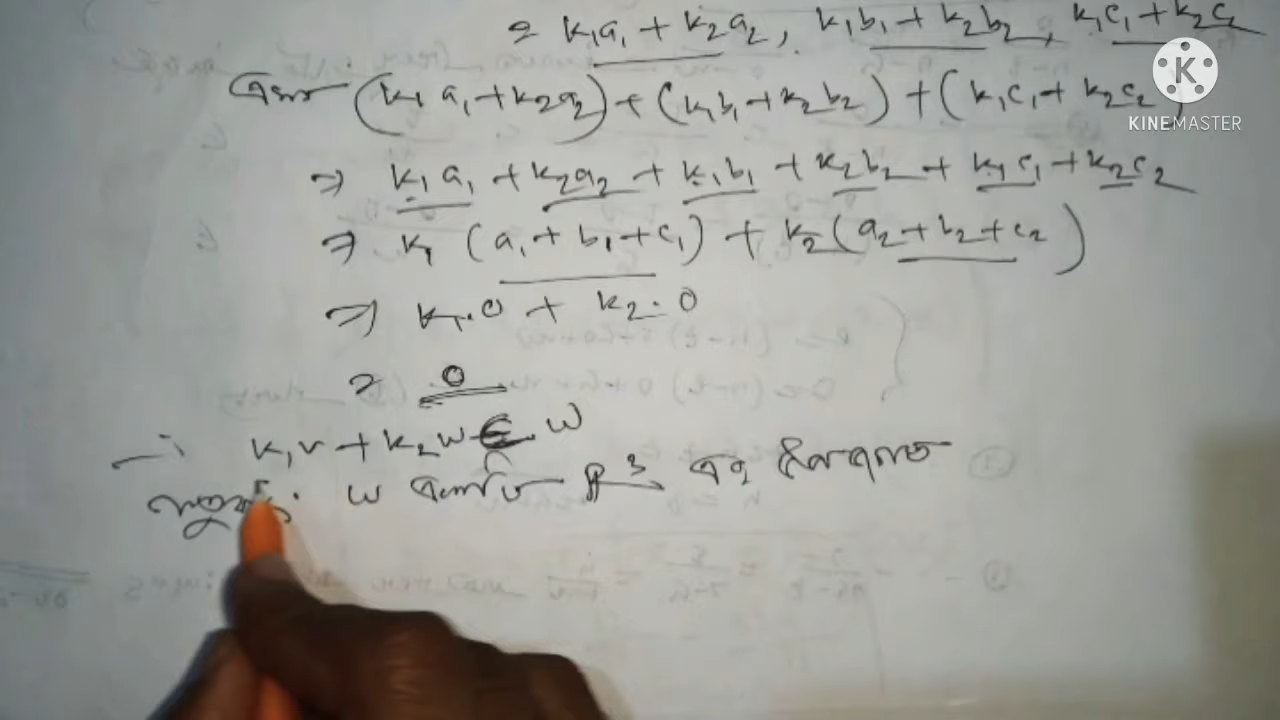 = k₁a₁ + k₂a₂, k₁b₁ + k₂b₂, k₁c₁ + k₂c₂
এখন (k₁a₁ + k₂a₂) + (k₁b₁ + k₂b₂) + (k₁c₁ + k₂c₂)
KINEMASTER
⇒ k₁a₁ + k₂a₂ + k₁b₁ + k₂b₂ + k₁c₁ + k₂c₂
⇒ k₁ (a₁ + b₁ + c₁) + k₂ (a₂ + b₂ + c₂)
⇒ k₁.0 + k₂.0
= 0
∴ k₁v + k₂w ∈ W
সুতরাং W একটি ℝ³ এর উপজগত